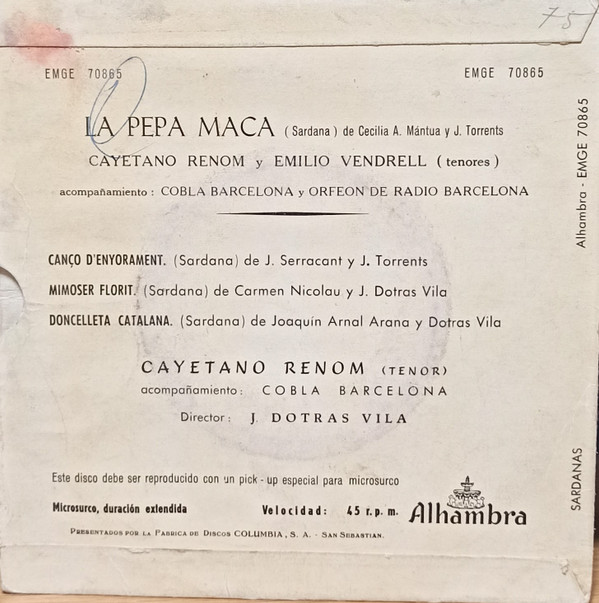 75
EMGE 70865
EMGE 70865
LA PEPA MACA (Sardana) de Cecilia A. Mántua y J. Torrents
CAYETANO RENOM y EMILIO VENDRELL (tenores)
acompañamiento: COBLA BARCELONA y ORFEON DE RADIO BARCELONA
CANÇO D'ENYORAMENT. (Sardana) de J. Serracant y J. Torrents
MIMOSER FLORIT. (Sardana) de Carmen Nicolau y J. Dotras Vila
DONCELLETA CATALANA. (Sardana) de Joaquín Arnal Arana y Dotras Vila
CAYETANO RENOM (TENOR)
acompañamiento: COBLA BARCELONA
Director: J. DOTRAS VILA
Este disco debe ser reproducido con un pick-up especial para microsurco
Microsurco, duración extendida Velocidad: 45 r.p.m. Alhambra
PRESENTADOS POR LA FABRICA DE DISCOS COLUMBIA, S. A. - SAN SEBASTIAN.
Alhambra - EMGE 70865
SARDANAS